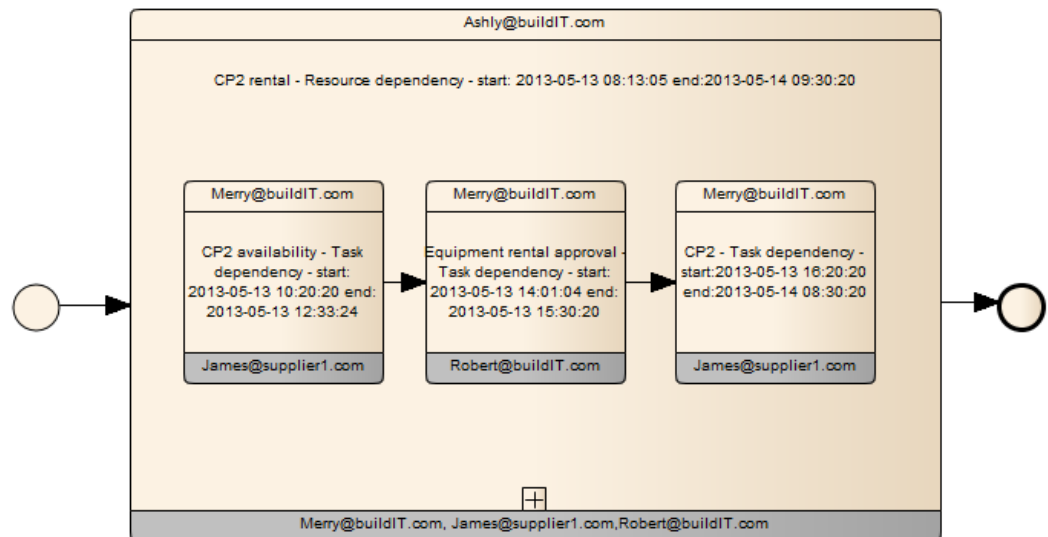 Ashly@buildIT.com
CP2 rental - Resource dependency - start: 2013-05-13 08:13:05 end:2013-05-14 09:30:20
Merry@buildIT.com
CP2 availability - Task
dependency - start:
2013-05-13 10:20:20 end:
2013-05-13 12:33:24
James@supplier1.com
Merry@buildIT.com
Equipment rental approval -
Task dependency - start:
2013-05-13 14:01:04 end:
2013-05-13 15:30:20
Robert@buildIT.com
Merry@buildIT.com
CP2 - Task dependency -
start:2013-05-13 16:20:20
end:2013-05-14 08:30:20
James@supplier1.com
Merry@buildIT.com, James@supplier1.com,Robert@buildIT.com